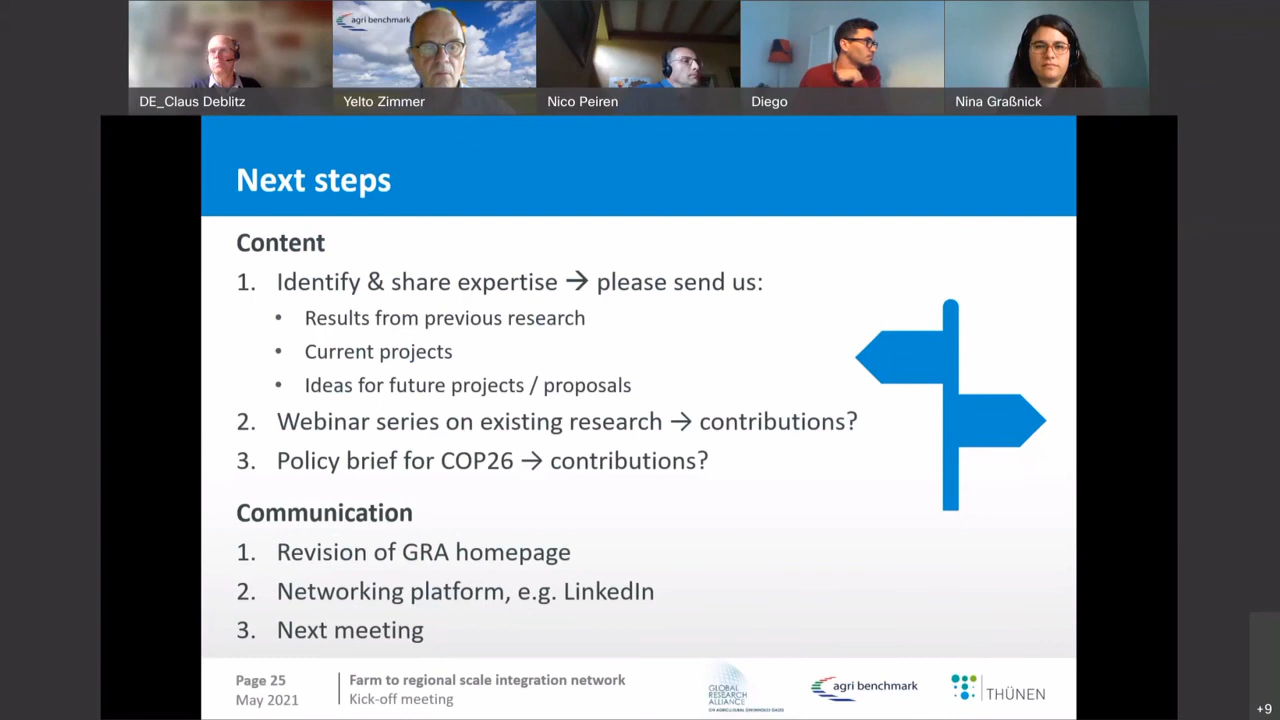 agri benchmark
DE_Claus Deblitz
Yelto Zimmer
Nico Peiren
Diego
Nina Graßnick
Next steps
Content
1. Identify & share expertise → please send us:
• Results from previous research
• Current projects
• Ideas for future projects / proposals
2. Webinar series on existing research → contributions?
3. Policy brief for COP26 → contributions?
Communication
1. Revision of GRA homepage
2. Networking platform, e.g. LinkedIn
3. Next meeting
Page 25
May 2021
Farm to regional scale integration network
Kick-off meeting
GLOBAL
RESEARCH
ALLIANCE
ON AGRICULTURAL GREENHOUSE GASES
agri benchmark
THÜNEN
+9